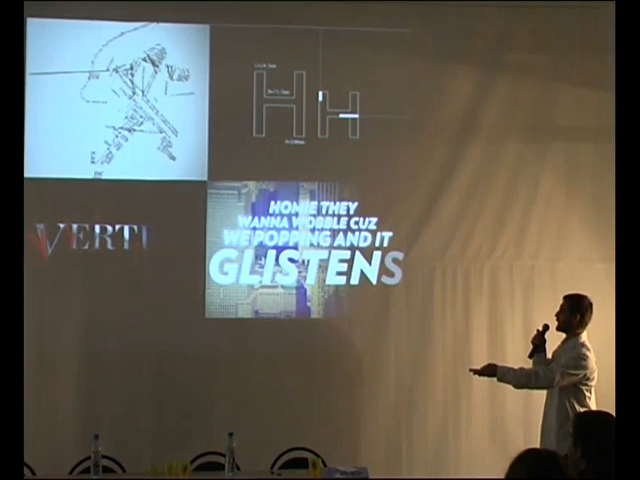 H H
VERTI
HOMIE THEY
WANNA WOBBLE CUZ
WE POPPING AND IT
GLISTENS